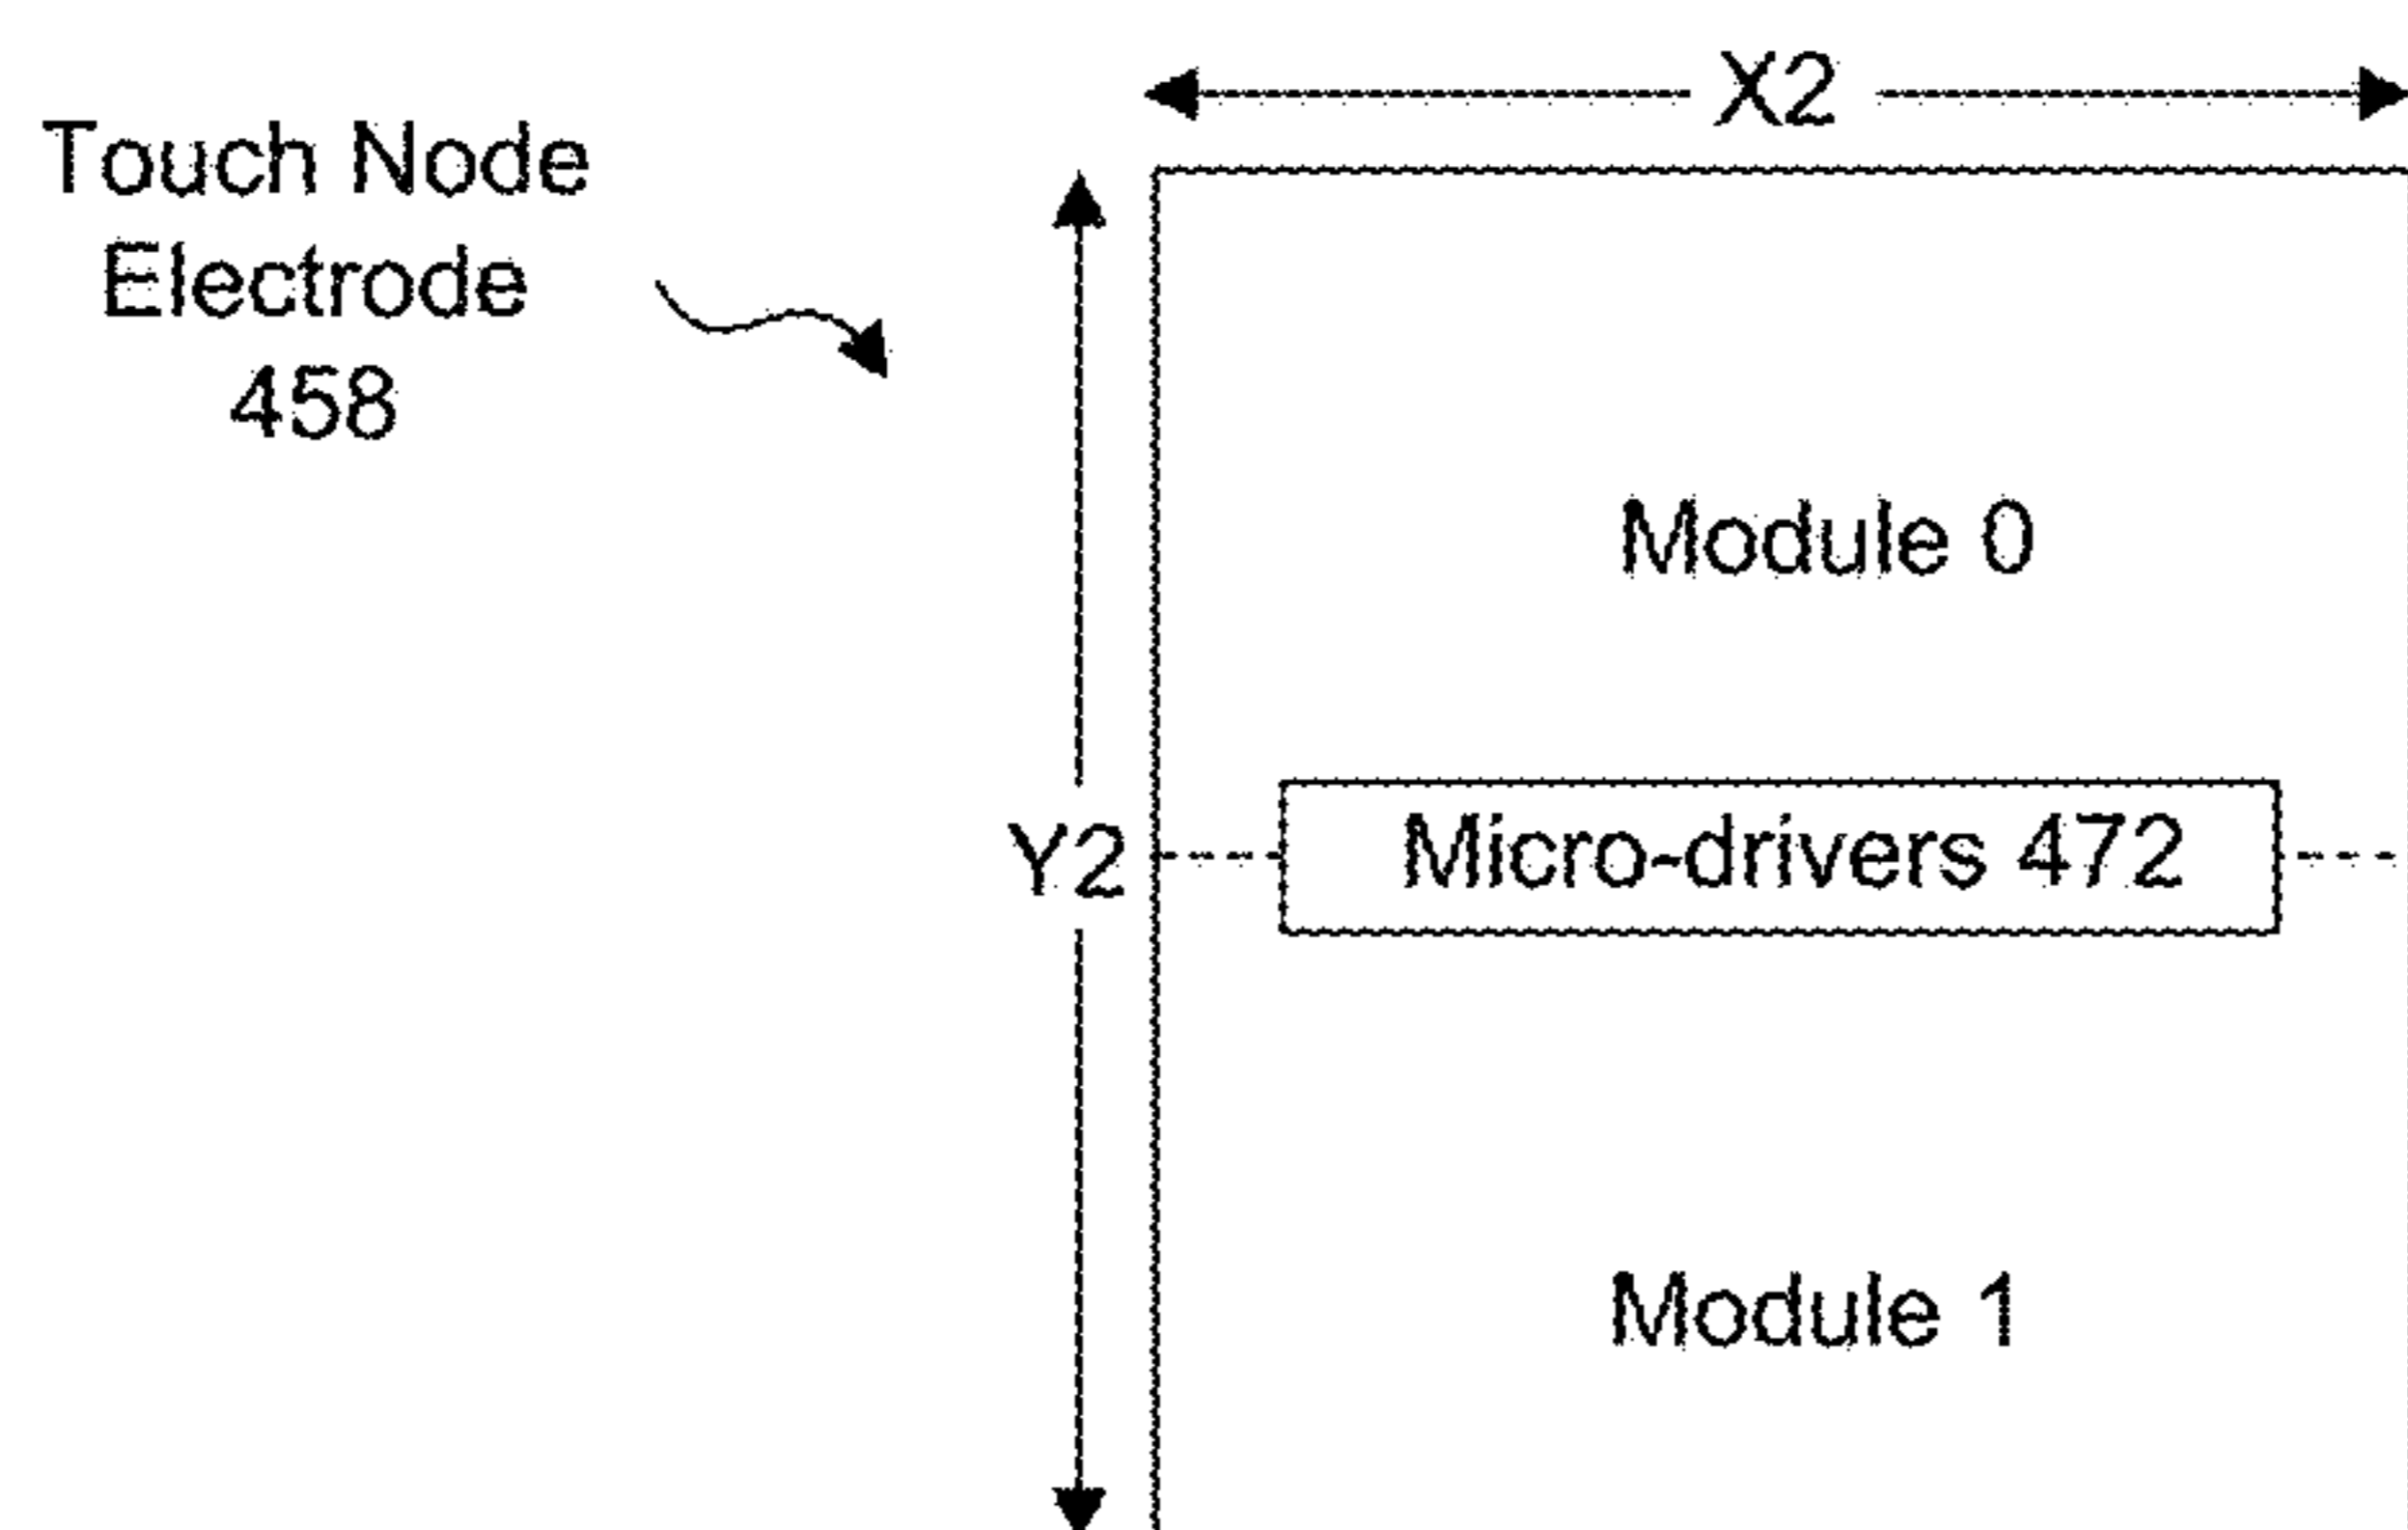 X2
Touch Node
Electrode
458
Module 0
Y2
Micro-drivers 472
Module 1